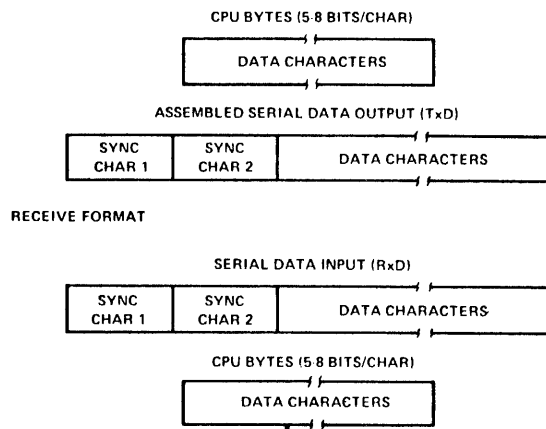 CPU BYTES (5-8 BITS/CHAR)
DATA CHARACTERS
ASSEMBLED SERIAL DATA OUTPUT (TxD)
SYNC CHAR 1
SYNC CHAR 2
DATA CHARACTERS
RECEIVE FORMAT
SERIAL DATA INPUT (RxD)
SYNC CHAR 1
SYNC CHAR 2
DATA CHARACTERS
CPU BYTES (5-8 BITS/CHAR)
DATA CHARACTERS